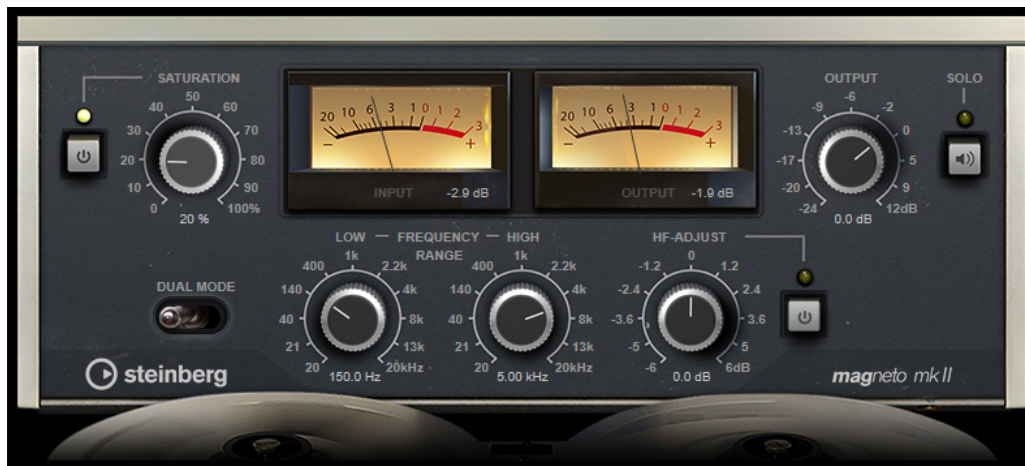 SATURATION
50
40 60
30 70
20 80
10 90
0 100%
20 %
20 10 6 3 1 0 1 2 3
- +
INPUT -2.9 dB
20 10 6 3 1 0 1 2 3
- +
OUTPUT -1.9 dB
OUTPUT
-6
-9 -2
-13 0
-17 5
-20 9
-24 12dB
0.0 dB
SOLO
LOW FREQUENCY HIGH
RANGE
1k
400 2.2k
140 4k
40 8k
21 13k
20 20kHz
150.0 Hz
1k
400 2.2k
140 4k
40 8k
21 13k
20 20kHz
5.00 kHz
HF-ADJUST
0
-1.2 1.2
-2.4 2.4
-3.6 3.6
-5 5
-6 6dB
0.0 dB
DUAL MODE
steinberg
magneto mk II